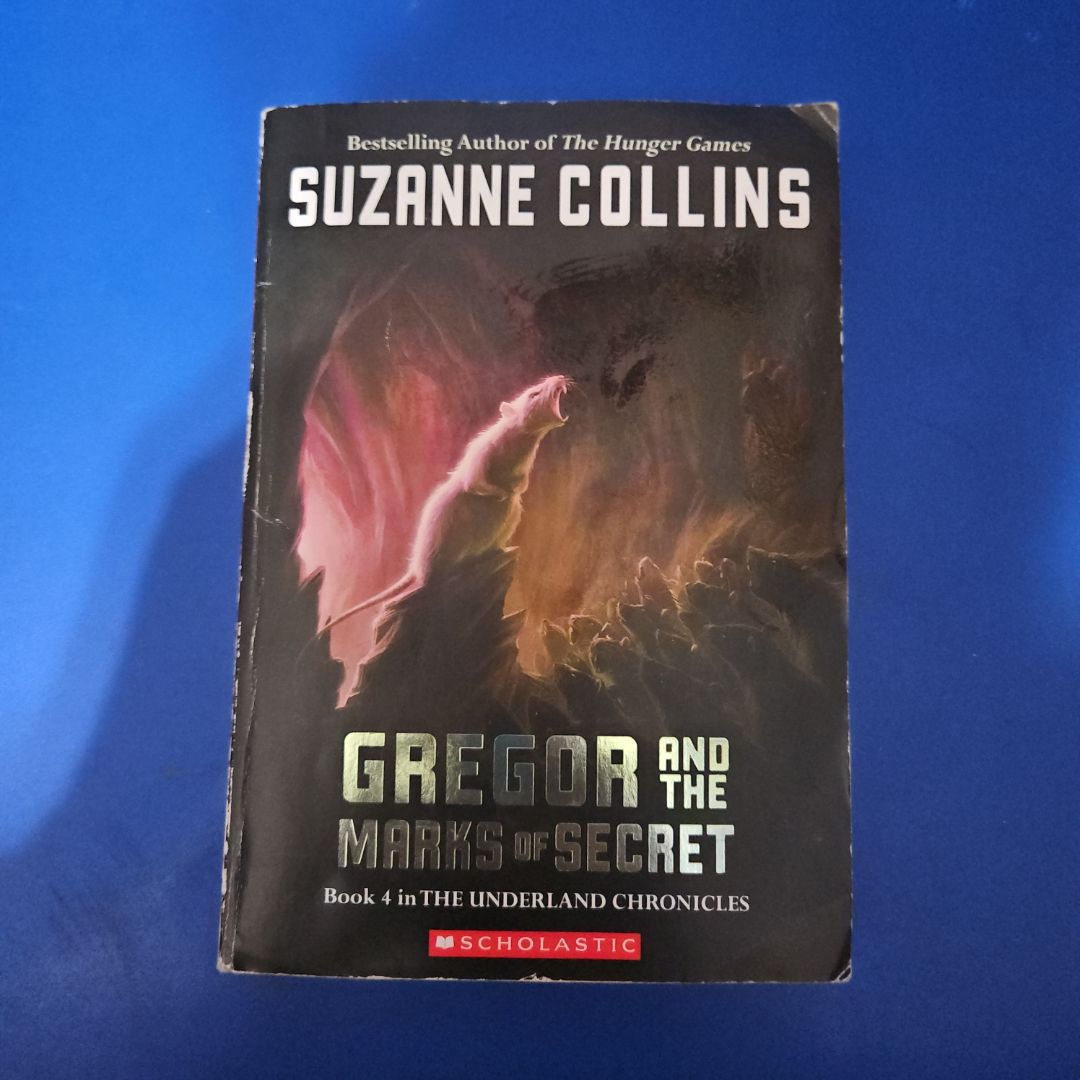 Bestselling Author of The Hunger Games
SUZANNE COLLINS
GREGOR AND THE
MARKS OF SECRET
Book 4 in THE UNDERLAND CHRONICLES
SCHOLASTIC